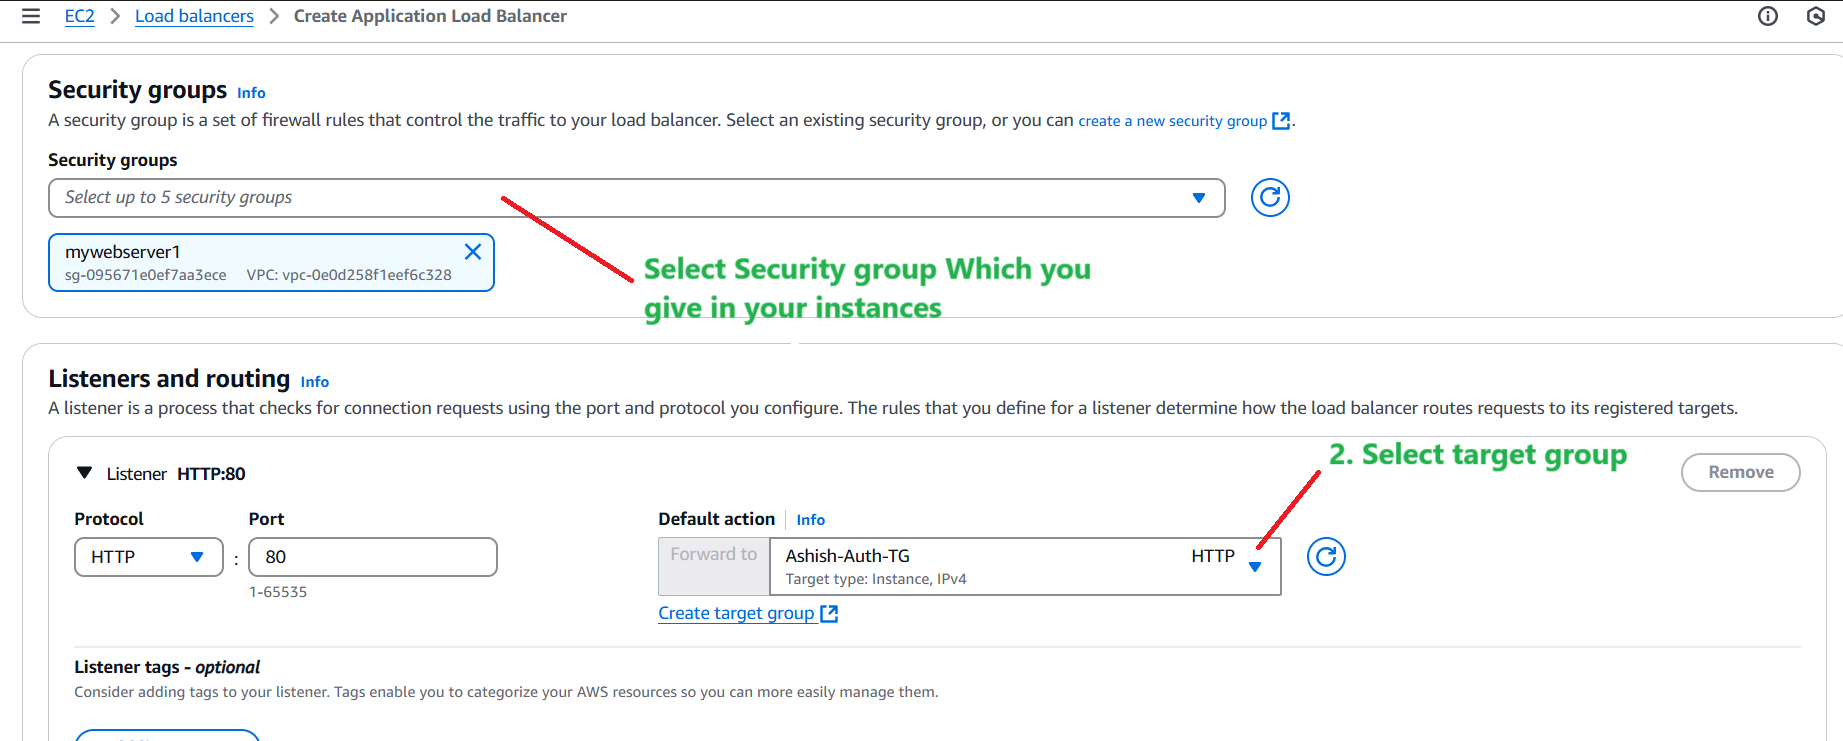 EC2 > Load balancers > Create Application Load Balancer
Security groups Info
A security group is a set of firewall rules that control the traffic to your load balancer. Select an existing security group, or you can create a new security group.
Security groups
Select up to 5 security groups
mywebserver1
sg-095671e0ef7aa3ece VPC: vpc-0e0d258f1eef6c328
Select Security group Which you
give in your instances
Listeners and routing Info
A listener is a process that checks for connection requests using the port and protocol you configure. The rules that you define for a listener determine how the load balancer routes requests to its registered targets.
2. Select target group
Listener HTTP:80
Remove
Protocol Port Default action Info
HTTP : 80 Forward to Ashish-Auth-TG HTTP
Target type: Instance, IPv4
1-65535
Create target group
Listener tags - optional
Consider adding tags to your listener. Tags enable you to categorize your AWS resources so you can more easily manage them.